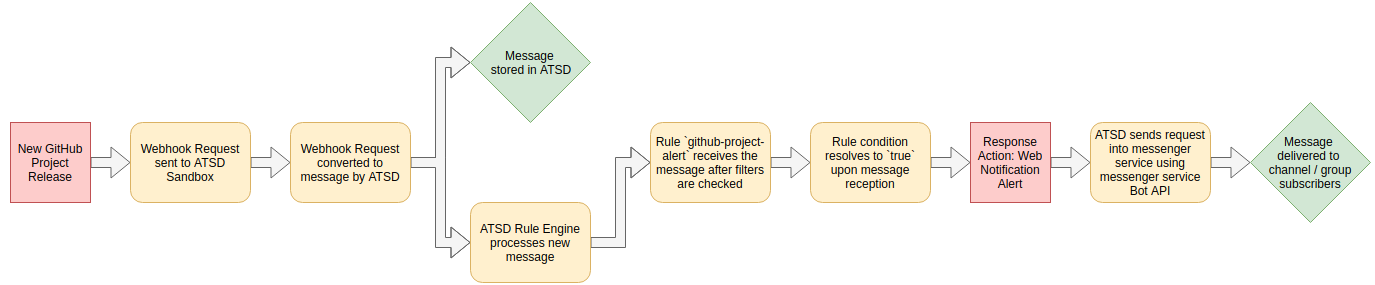 New GitHub
Project
Release
Webhook Request
sent to ATSD
Sandbox
Webhook Request
converted to
message by ATSD
Message
stored in ATSD
ATSD Rule Engine
processes new
message
Rule `github-project-
alert` receives the
message after filters
are checked
Rule condition
resolves to `true`
upon message
reception
Response
Action: Web
Notification
Alert
ATSD sends request
into messenger
service using
messenger service
Bot API
Message
delivered to
channel / group
subscribers